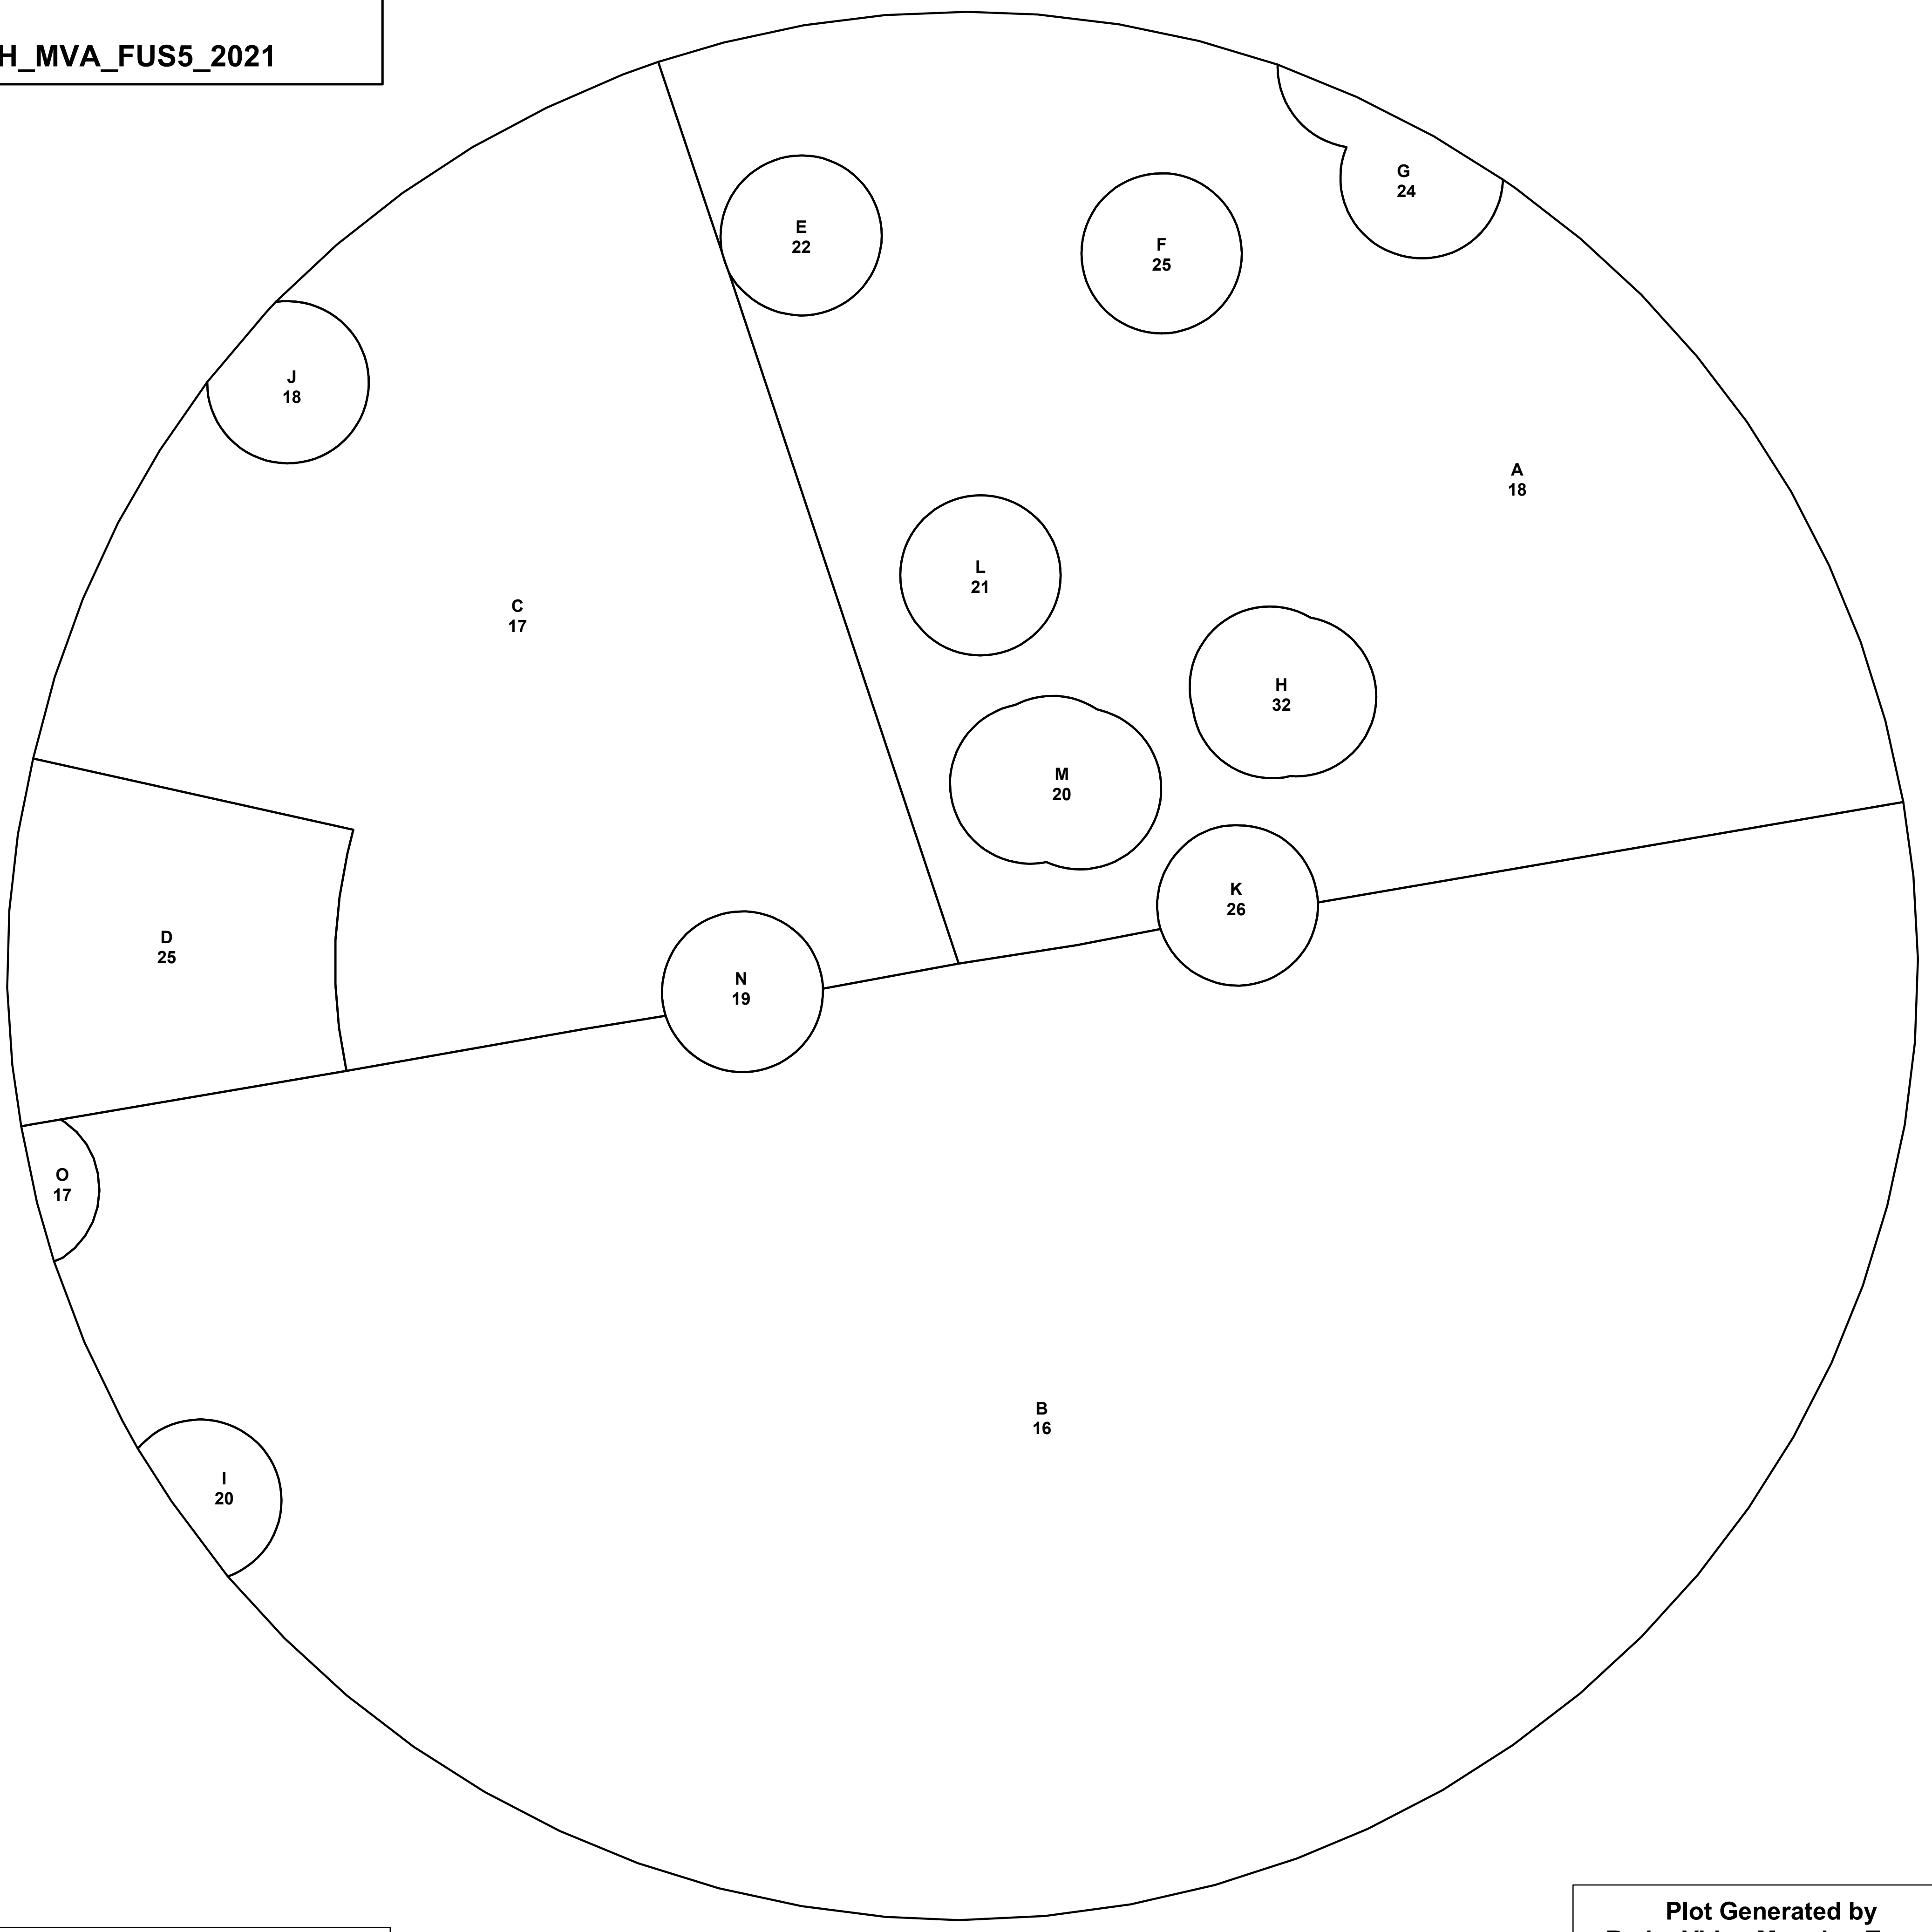 H_MVA_FUS5_2021
G
24
E
22
F
25
J
18
A
18
L
21
C
17
H
32
M
20
K
26
D
25
N
19
O
17
B
16
I
20
Plot Generated by